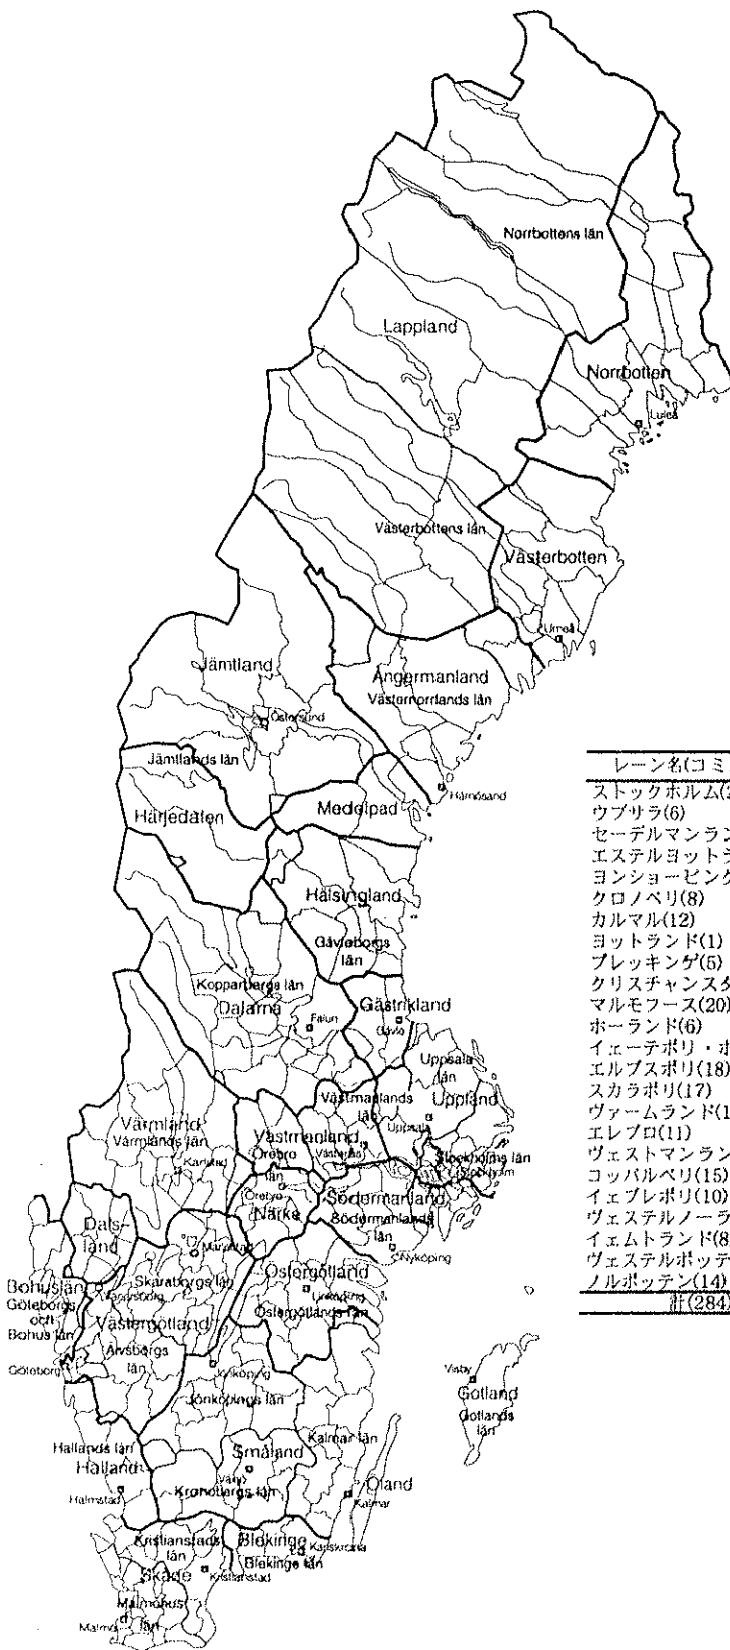 Norrbottens län
Lappland
Norrbotten
Luleå
Västerbottens län
Västerbotten
Umeå
Jämtland
Ångermanland
Västernorrlands län
Östersund
Jämtlands län
Härnösand
Medelpad
Härjedalen
Hälsingland
Gävleborgs
län
Kopparbergs län
Dalarna
Falun
Gästrikland
Gävle
Uppsala
län
Uppland
Västmanlands
län
Uppsala
Värmland
Värmlands län
Karlstad
Västmanland
Västerås
Örebro
län
Stockholms län
Stockholm
Örebro
Närke
Södermanland
Södermanlands
län
Nyköping
Dals-
land
Mariestad
Skaraborgs län
Östergötland
Linköping
Östergötlands län
Bohuslän
Göteborgs
och
Bohus län
Göteborg
Vänersborg
Västergötland
Älvsborgs
län
Jönköping
Jönköpings län
Visby
Gotland
Gotlands
län
Hallands län
Halland
Halmstad
Småland
Växjö
Kronobergs län
Kalmar län
Öland
Kalmar
Kristianstads
län
Skåne
Kristianstad
Blekinge
Karlskrona
Blekinge län
Malmöhus
län
Malmö
レーン名(コミ
ストックホルム(2
ウプサラ(6)
セーデルマンラン
エステルヨットラ
ヨンショーピング
クロノベリ(8)
カルマル(12)
ヨットランド(1)
ブレッキンゲ(5)
クリスチャンスタ
マルモフース(20)
ホーランド(6)
イェーテボリ・ボ
エルブスボリ(18)
スカラボリ(17)
ヴァームランド(1
エレブロ(11)
ヴェストマンラン
コッパルベリ(15)
イェブレボリ(10)
ヴェステルノーラ
イェムトランド(8
ヴェステルボッテ
ノルボッテン(14)
計(284)